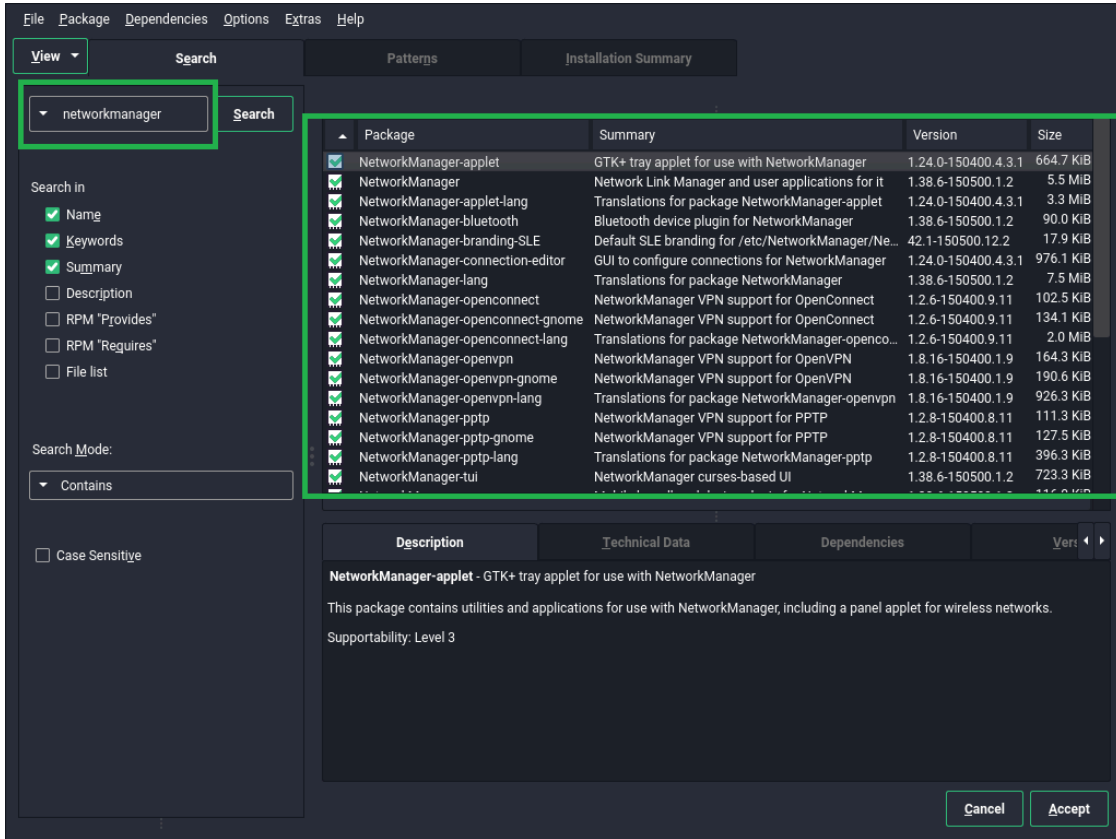 File Package Dependencies Options Extras Help
View Search Patterns Installation Summary
networkmanager Search
Package Summary Version Size
NetworkManager-applet GTK+ tray applet for use with NetworkManager 1.24.0-150400.4.3.1 664.7 KiB
NetworkManager Network Link Manager and user applications for it 1.38.6-150500.1.2 5.5 MiB
NetworkManager-applet-lang Translations for package NetworkManager-applet 1.24.0-150400.4.3.1 3.3 MiB
NetworkManager-bluetooth Bluetooth device plugin for NetworkManager 1.38.6-150500.1.2 90.0 KiB
NetworkManager-branding-SLE Default SLE branding for /etc/NetworkManager/Ne... 42.1-150500.12.2 17.9 KiB
NetworkManager-connection-editor GUI to configure connections for NetworkManager 1.24.0-150400.4.3.1 976.1 KiB
NetworkManager-lang Translations for package NetworkManager 1.38.6-150500.1.2 7.5 MiB
NetworkManager-openconnect NetworkManager VPN support for OpenConnect 1.2.6-150400.9.11 102.5 KiB
NetworkManager-openconnect-gnome NetworkManager VPN support for OpenConnect 1.2.6-150400.9.11 134.1 KiB
NetworkManager-openconnect-lang Translations for package NetworkManager-openco... 1.2.6-150400.9.11 2.0 MiB
NetworkManager-openvpn NetworkManager VPN support for OpenVPN 1.8.16-150400.1.9 164.3 KiB
NetworkManager-openvpn-gnome NetworkManager VPN support for OpenVPN 1.8.16-150400.1.9 190.6 KiB
NetworkManager-openvpn-lang Translations for package NetworkManager-openvpn 1.8.16-150400.1.9 926.3 KiB
NetworkManager-pptp NetworkManager VPN support for PPTP 1.2.8-150400.8.11 111.3 KiB
NetworkManager-pptp-gnome NetworkManager VPN support for PPTP 1.2.8-150400.8.11 127.5 KiB
NetworkManager-pptp-lang Translations for package NetworkManager-pptp 1.2.8-150400.8.11 396.3 KiB
NetworkManager-tui NetworkManager curses-based UI 1.38.6-150500.1.2 723.3 KiB
Search in
Name
Keywords
Summary
Description
RPM "Provides"
RPM "Requires"
File list
Search Mode:
Contains
Case Sensitive
Description Technical Data Dependencies Vers
NetworkManager-applet - GTK+ tray applet for use with NetworkManager
This package contains utilities and applications for use with NetworkManager, including a panel applet for wireless networks.
Supportability: Level 3
Cancel Accept